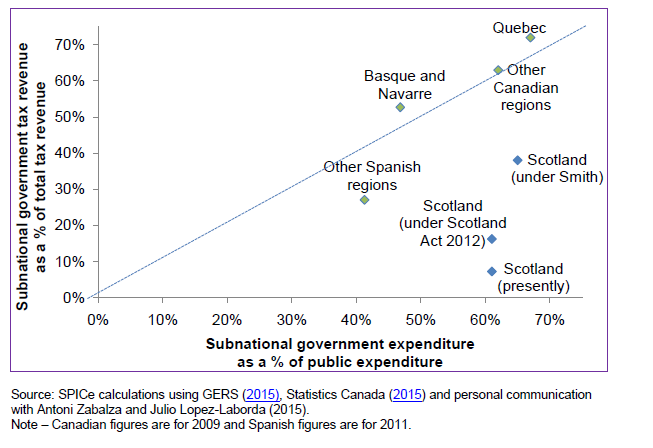 Subnational government tax revenue
as a % of total tax revenue
70%
60%
50%
40%
30%
20%
10%
0%
Quebec
Other
Canadian
regions
Basque and
Navarre
Scotland
(under Smith)
Other Spanish
regions
Scotland
(under Scotland
Act 2012)
Scotland
(presently)
0% 10% 20% 30% 40% 50% 60% 70%
Subnational government expenditure
as a % of public expenditure
Source: SPICe calculations using GERS (2015), Statistics Canada (2015) and personal communication
with Antoni Zabalza and Julio Lopez-Laborda (2015).
Note – Canadian figures are for 2009 and Spanish figures are for 2011.